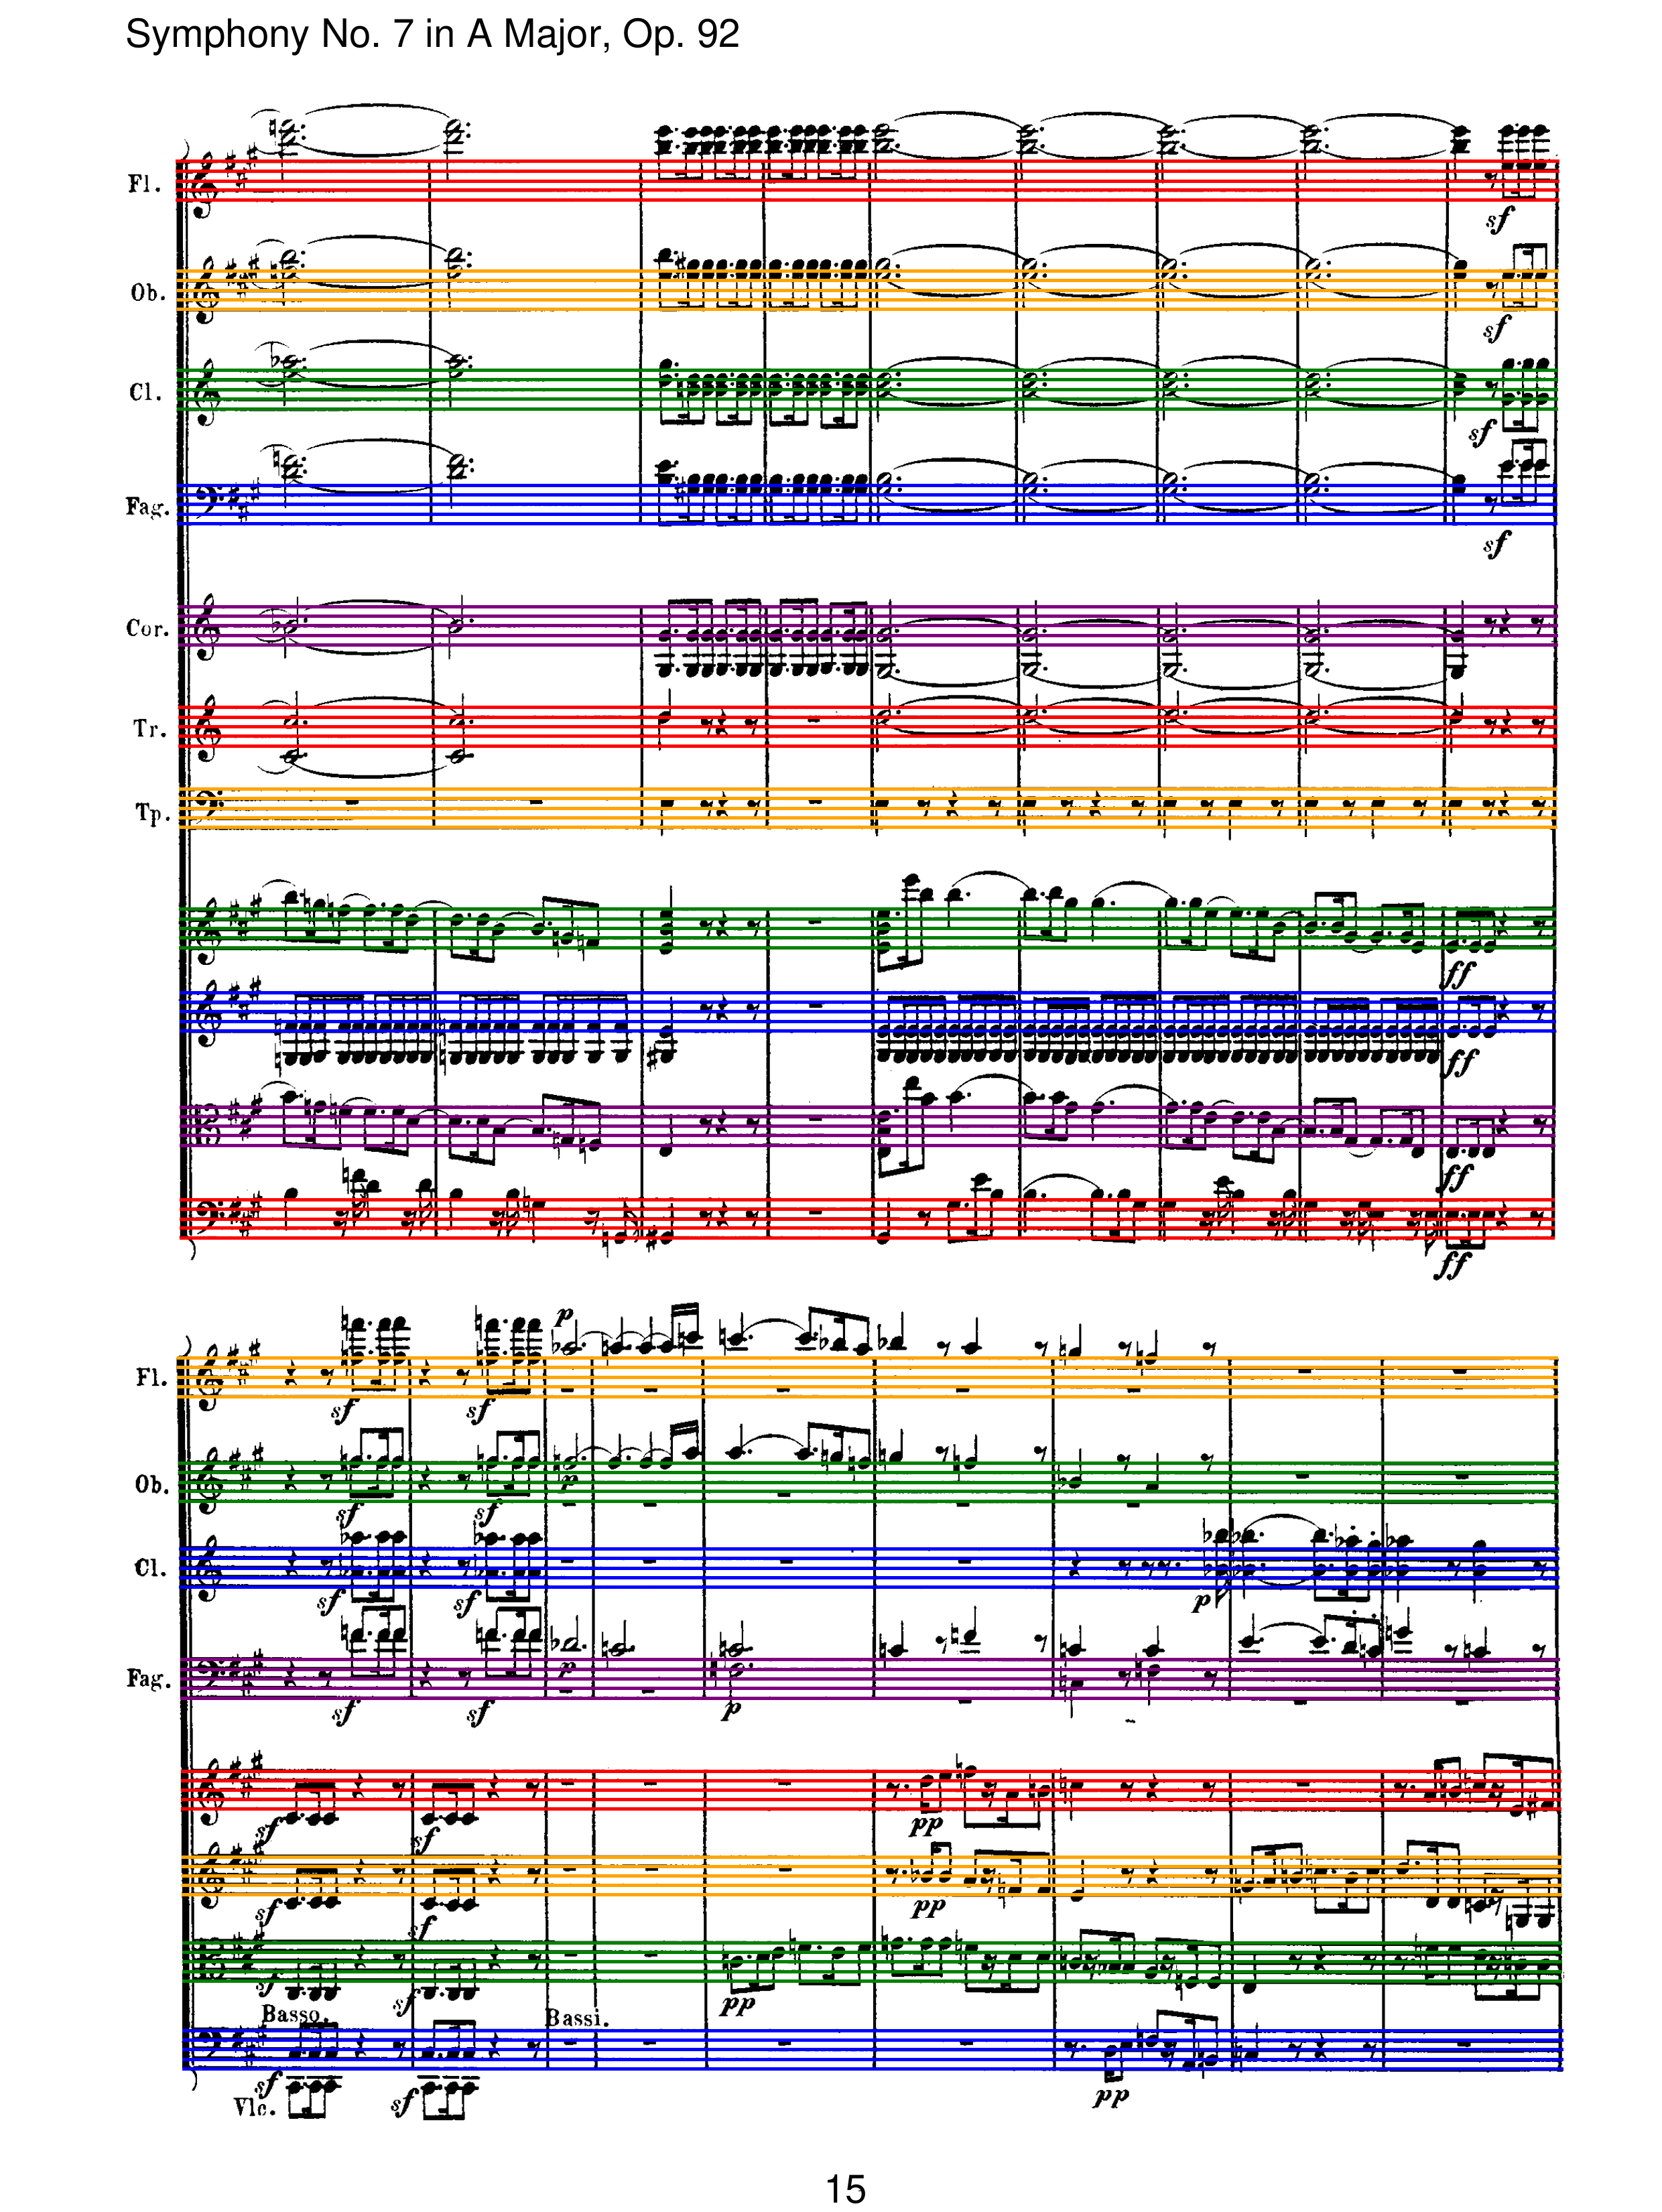 Symphony No. 7 in A Major, Op. 92
Fl.
sf
Ob.
sf
Cl.
sf
Fag.
sf
Cor.
Tr.
Tp.
ff
ff
ff
ff
p
Fl.
sf sf
Ob.
sf sf p
Cl.
sf sf p
Fag.
sf sf p p
sf sf pp
sf sf pp
sf sf pp
Basso. Bassi.
sf sf pp
Vlc.
15